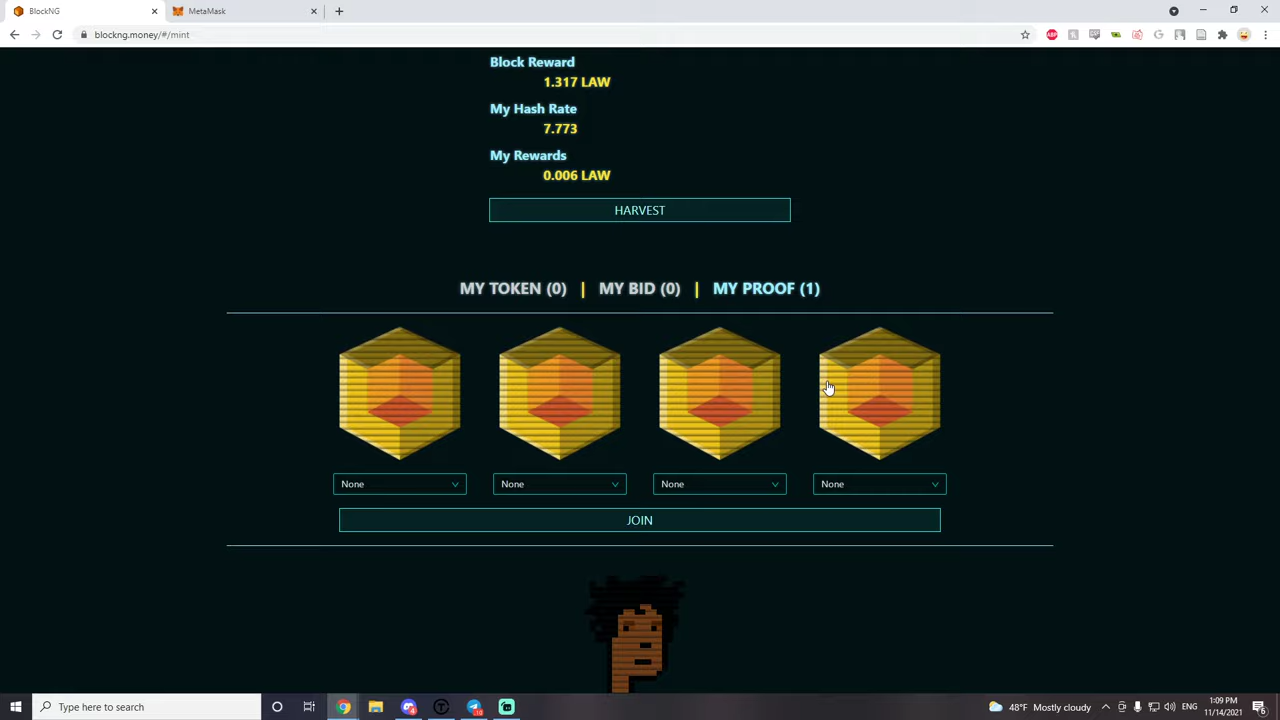 BlockNG
MetaMask
blockng.money/#/mint
ABP
Block Reward
1.317 LAW
My Hash Rate
7.773
My Rewards
0.006 LAW
HARVEST
MY TOKEN (0) | MY BID (0) | MY PROOF (1)
None None None None
JOIN
Type here to search
48°F Mostly cloudy
ENG
1:09 PM
11/14/2021